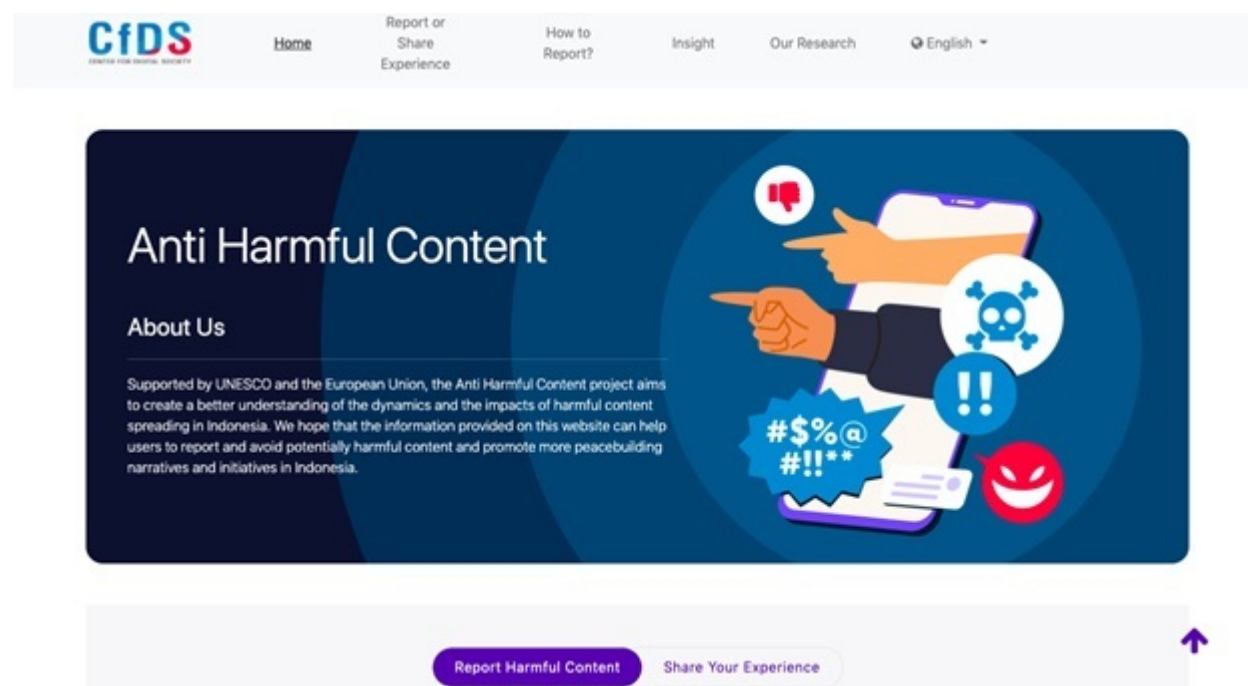 CfDS
CENTER FOR DIGITAL SOCIETY
Home
Report or
Share
Experience
How to
Report?
Insight
Our Research
English
Anti Harmful Content
About Us
Supported by UNESCO and the European Union, the Anti Harmful Content project aims
to create a better understanding of the dynamics and the impacts of harmful content
spreading in Indonesia. We hope that the information provided on this website can help
users to report and avoid potentially harmful content and promote more peacebuilding
narratives and initiatives in Indonesia.
!!
#$%@
#!!**
Report Harmful Content
Share Your Experience